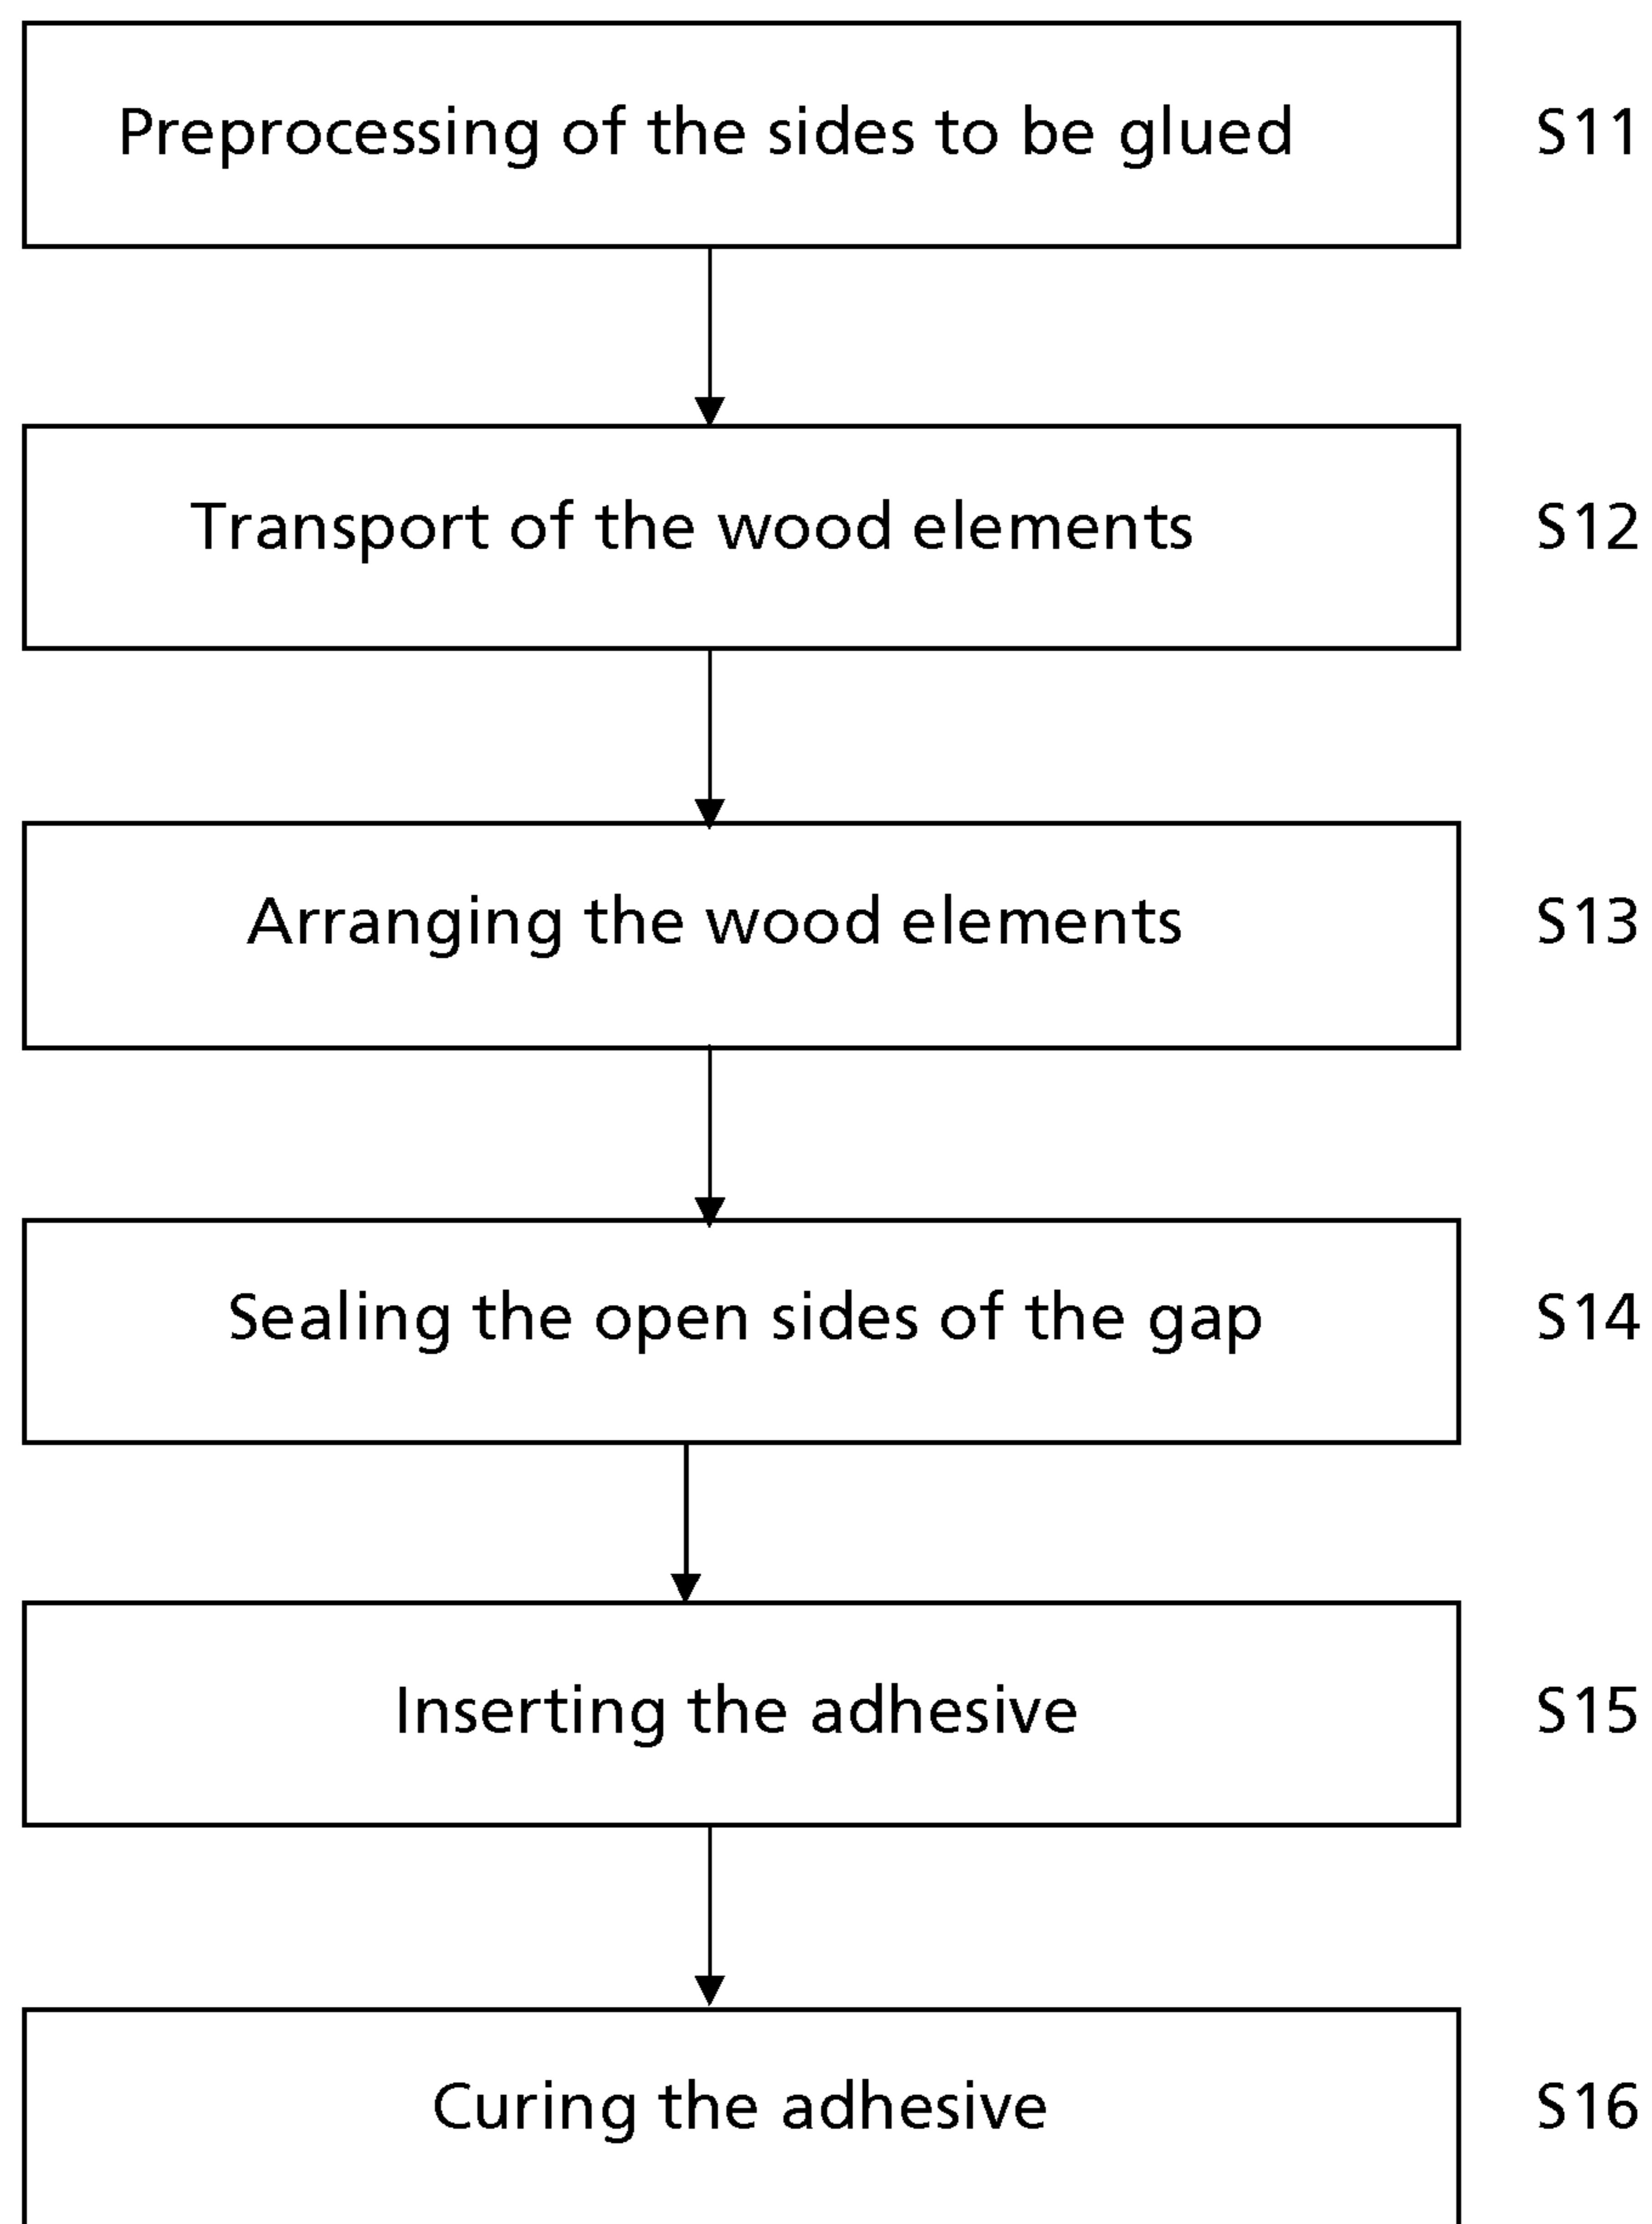 Preprocessing of the sides to be glued S11
Transport of the wood elements S12
Arranging the wood elements S13
Sealing the open sides of the gap S14
Inserting the adhesive S15
Curing the adhesive S16